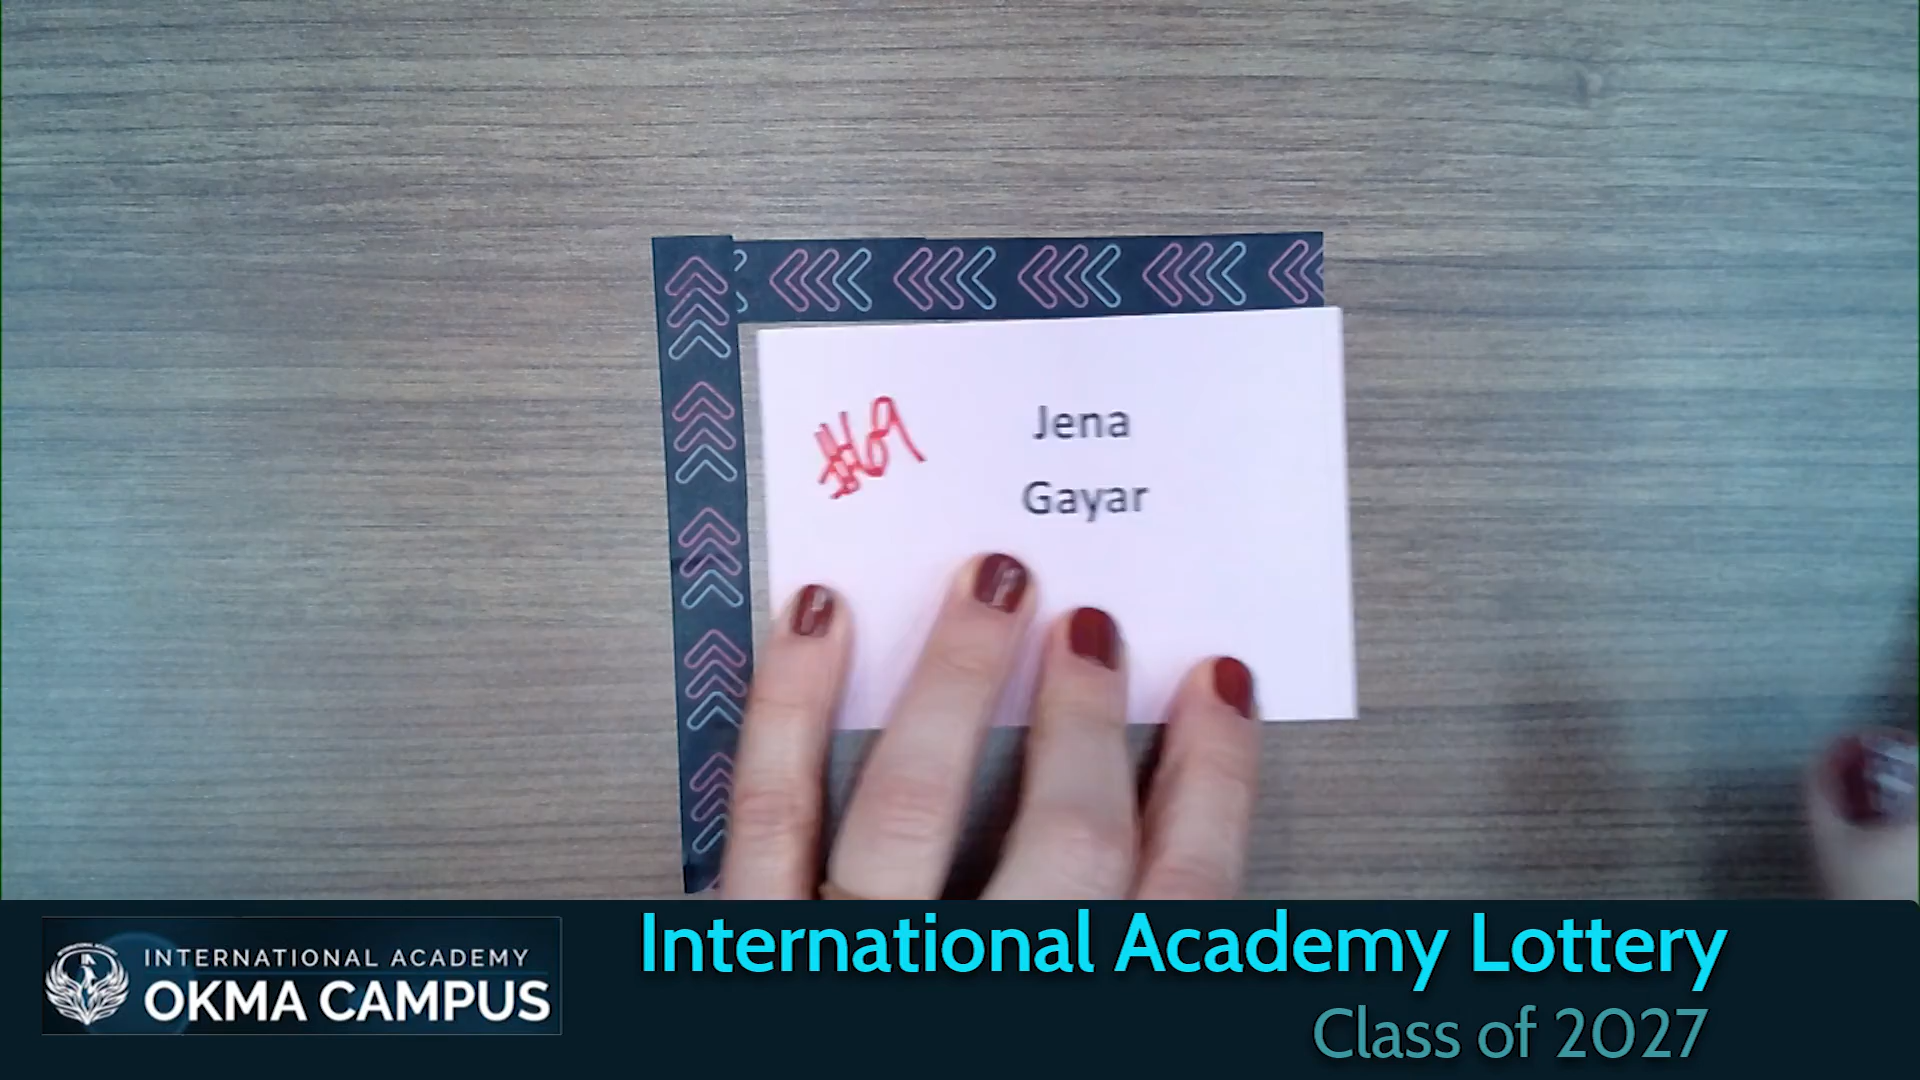 #69
Jena
Gayar
INTERNATIONAL ACADEMY
OKMA CAMPUS
International Academy Lottery
Class of 2027